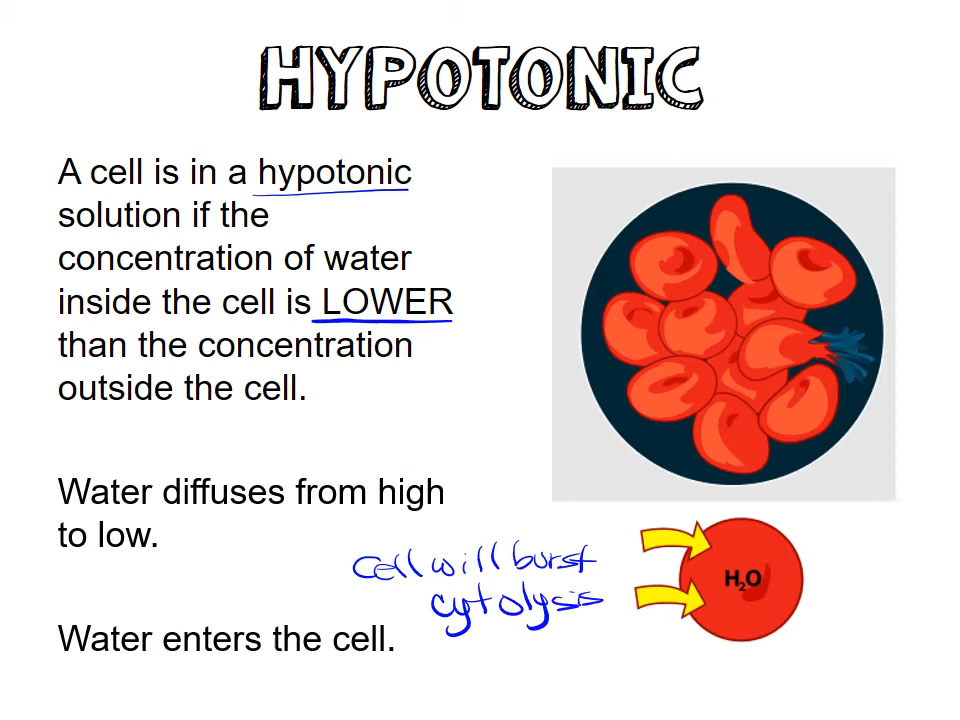 HYPOTONIC
A cell is in a hypotonic
solution if the
concentration of water
inside the cell is LOWER
than the concentration
outside the cell.
Water diffuses from high
to low.
cell will burst
cytolysis
H₂O
Water enters the cell.